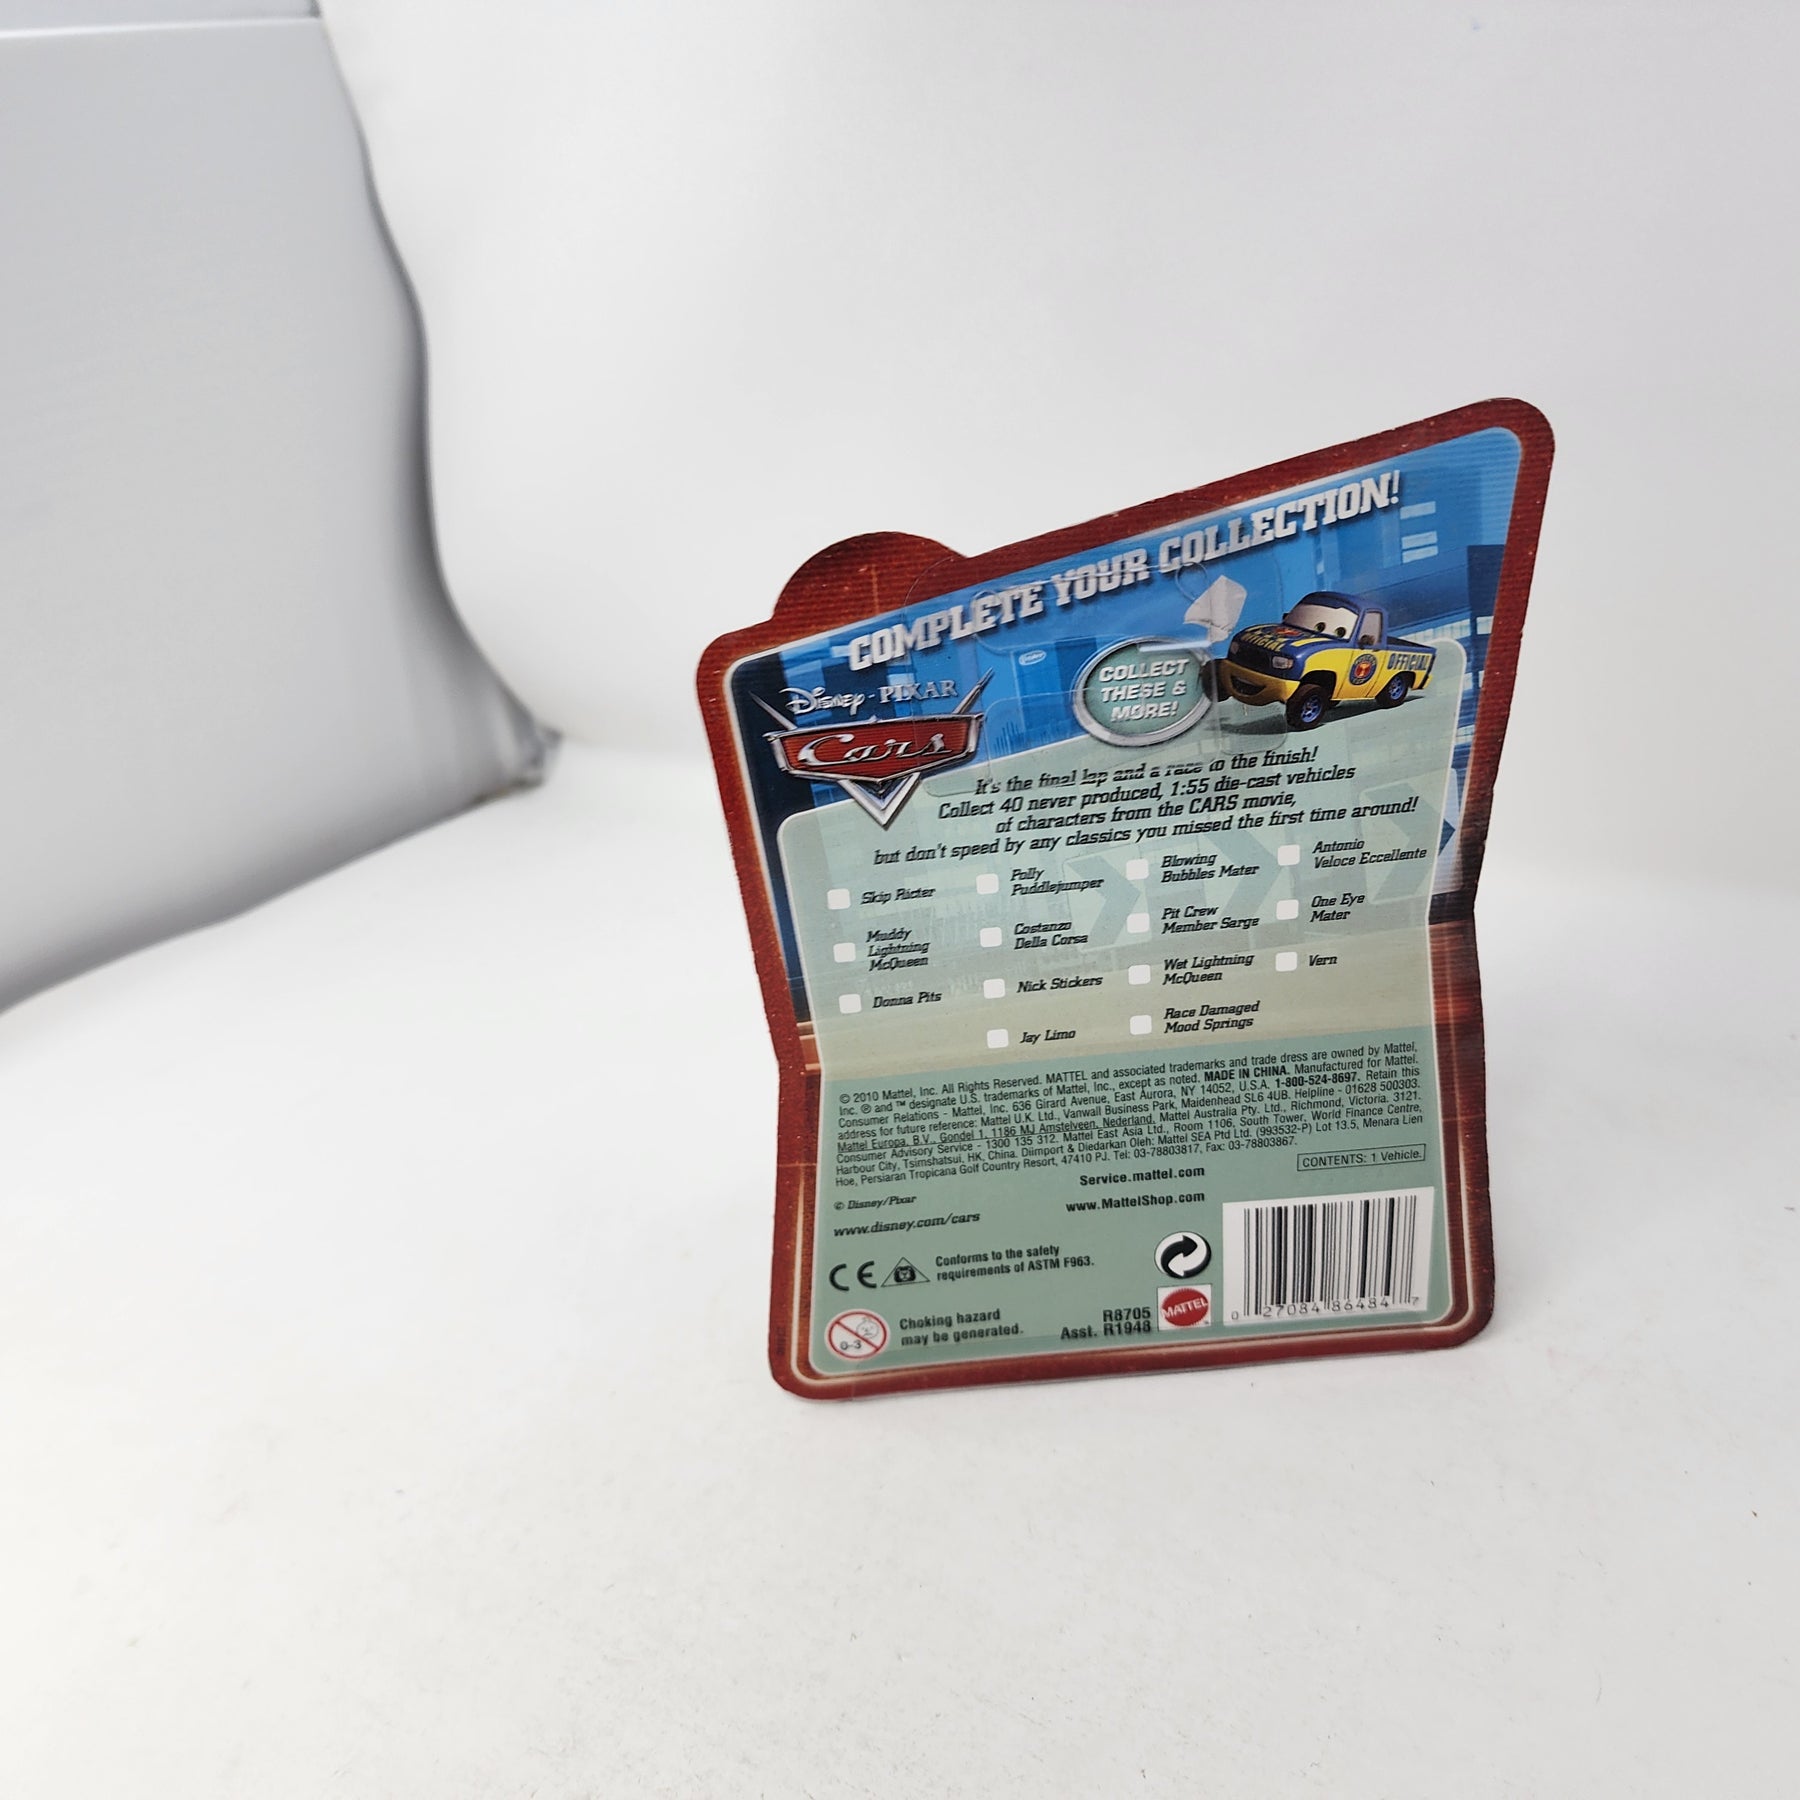 COMPLETE YOUR COLLECTION!
Disney·PIXAR
Cars
COLLECT
THESE &
MORE!
OFFICIAL
OFFICIAL
It's the final lap and a race to the finish!
Collect 40 never produced, 1:55 die-cast vehicles
of characters from the CARS movie,
but don't speed by any classics you missed the first time around!
Skip Ricter
Polly
Puddlejumper
Blowing
Bubbles Mater
Antonio
Veloce Eccellente
Muddy
Lightning
McQueen
Costanzo
Della Corsa
Pit Crew
Member Sarge
One Eye
Mater
Donna Pits
Nick Stickers
Wet Lightning
McQueen
Vern
Jay Limo
Race Damaged
Mood Springs
© 2010 Mattel, Inc. All Rights Reserved. MATTEL and associated trademarks and trade dress are owned by Mattel,
Inc. ® and ™ designate U.S. trademarks of Mattel, Inc., except as noted. MADE IN CHINA. Manufactured for Mattel.
Consumer Relations - Mattel, Inc. 636 Girard Avenue, East Aurora, NY 14052, U.S.A. 1-800-524-8697. Retain this
address for future reference: Mattel U.K. Ltd., Vanwall Business Park, Maidenhead SL6 4UB. Helpline - 01628 500303.
Mattel Europa, B.V., Gondel 1, 1186 MJ Amstelveen, Nederland. Mattel Australia Pty. Ltd., Richmond, Victoria. 3121.
Consumer Advisory Service - 1300 135 312. Mattel East Asia Ltd., Room 1106, South Tower, World Finance Centre,
Harbour City, Tsimshatsui, HK, China. Diimport & Diedarkan Oleh: Mattel SEA Ptd Ltd. (993532-P) Lot 13.5, Menara Lien
Hoe, Persiaran Tropicana Golf Country Resort, 47410 PJ. Tel: 03-78803817, Fax: 03-78803867.
CONTENTS: 1 Vehicle.
Service.mattel.com
© Disney/Pixar
www.MattelShop.com
www.disney.com/cars
CE
Conforms to the safety
requirements of ASTM F963.
0-3
Choking hazard
may be generated.
R8705
Asst. R1948
MATTEL
0 27084 86484 7